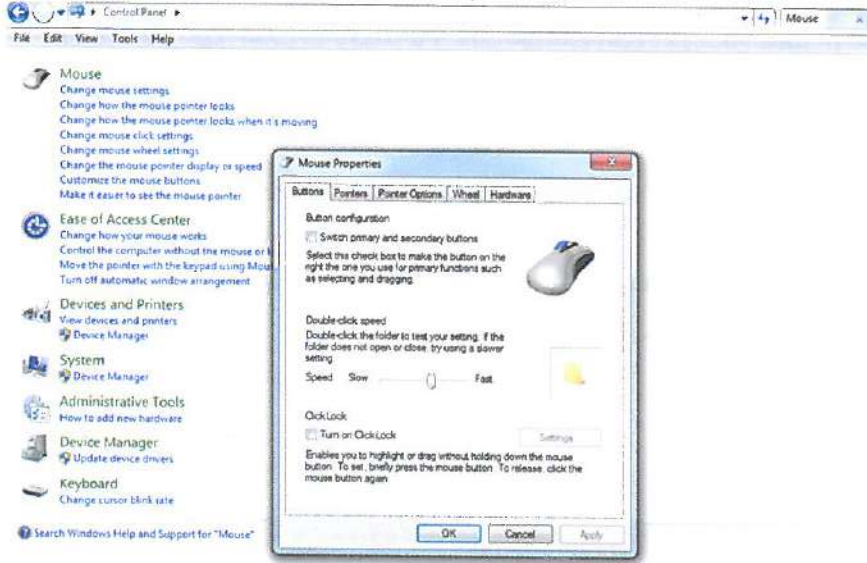 Control Panel
Mouse
File Edit View Tools Help
Mouse
Change mouse settings
Change how the mouse pointer looks
Change how the mouse pointer looks when it's moving
Change mouse click settings
Change mouse wheel settings
Change the mouse pointer display or speed
Customize the mouse buttons
Make it easier to see the mouse pointer
Ease of Access Center
Change how your mouse works
Control the computer without the mouse or k
Move the pointer with the keypad using Mou
Turn off automatic window arrangement
Devices and Printers
View devices and printers
Device Manager
System
Device Manager
Administrative Tools
How to add new hardware
Device Manager
Update device drivers
Keyboard
Change cursor blink rate
Search Windows Help and Support for "Mouse"
Mouse Properties
Buttons Pointers Pointer Options Wheel Hardware
Button configuration
Switch primary and secondary buttons
Select this check box to make the button on the
right the one you use for primary functions such
as selecting and dragging.
Double-click speed
Double-click the folder to test your setting. If the
folder does not open or close, try using a slower
setting.
Speed Slow Fast
ClickLock
Turn on ClickLock
Settings
Enables you to highlight or drag without holding down the mouse
button. To set, briefly press the mouse button. To release, click the
mouse button again.
OK Cancel Apply